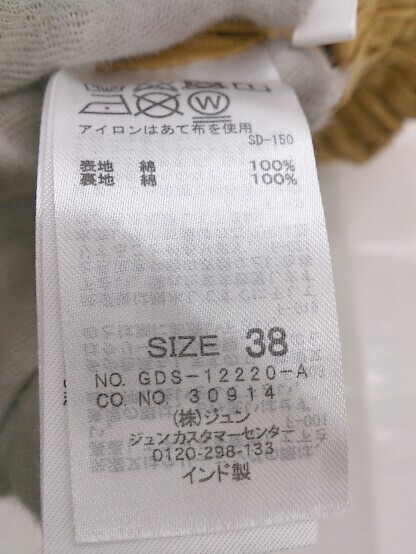 W
アイロンはあて布を使用
SD-150
表地 綿 100%
裏地 綿 100%
SIZE 38
NO. GDS-12220-A
CO. NO. 30914
(株)ジュン
ジュンカスタマーセンター
0120-298-133
インド製